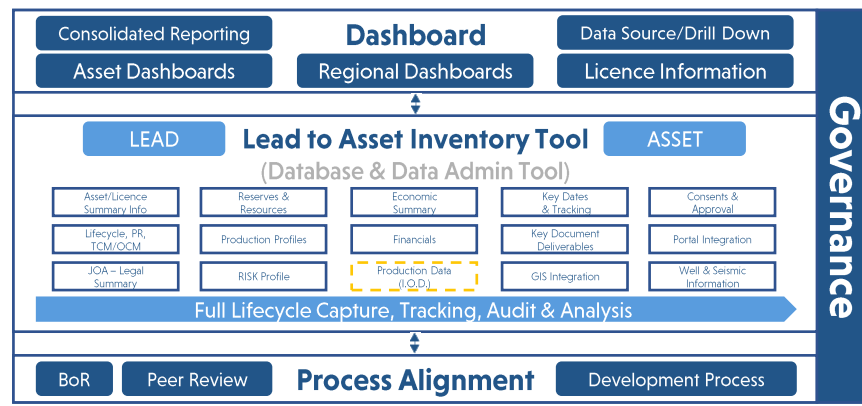 Consolidated Reporting
Dashboard
Data Source/Drill Down
Asset Dashboards
Regional Dashboards
Licence Information
LEAD
Lead to Asset Inventory Tool
ASSET
(Database & Data Admin Tool)
Asset/Licence
Summary Info
Reserves &
Resources
Economic
Summary
Key Dates
& Tracking
Consents &
Approval
Lifecycle, PR,
TCM/OCM
Production Profiles
Financials
Key Document
Deliverables
Portal Integration
JOA – Legal
Summary
RISK Profile
Production Data
(I.O.D.)
GIS Integration
Well & Seismic
Information
Full Lifecycle Capture, Tracking, Audit & Analysis
BoR
Peer Review
Process Alignment
Development Process
Governance